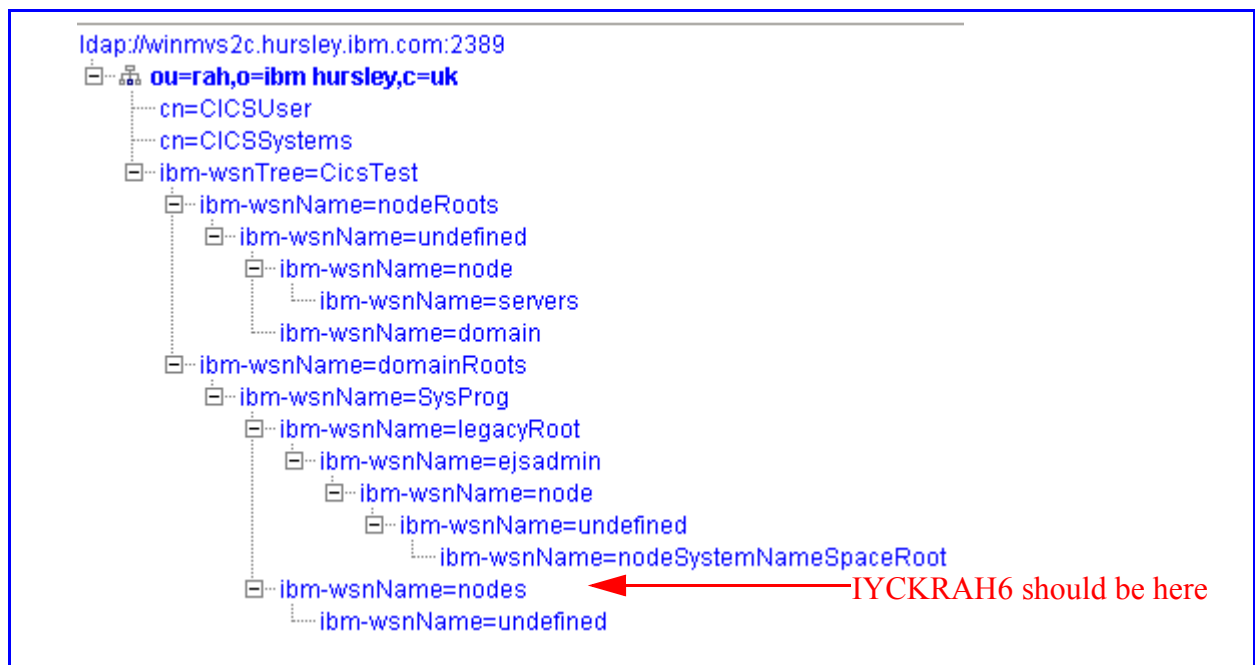 ldap://winmvs2c.hursley.ibm.com:2389
ou=rah,o=ibm hursley,c=uk
cn=CICSUser
cn=CICSSystems
ibm-wsnTree=CicsTest
ibm-wsnName=nodeRoots
ibm-wsnName=undefined
ibm-wsnName=node
ibm-wsnName=servers
ibm-wsnName=domain
ibm-wsnName=domainRoots
ibm-wsnName=SysProg
ibm-wsnName=legacyRoot
ibm-wsnName=ejsadmin
ibm-wsnName=node
ibm-wsnName=undefined
ibm-wsnName=nodeSystemNameSpaceRoot
ibm-wsnName=nodes IYCKRAH6 should be here
ibm-wsnName=undefined